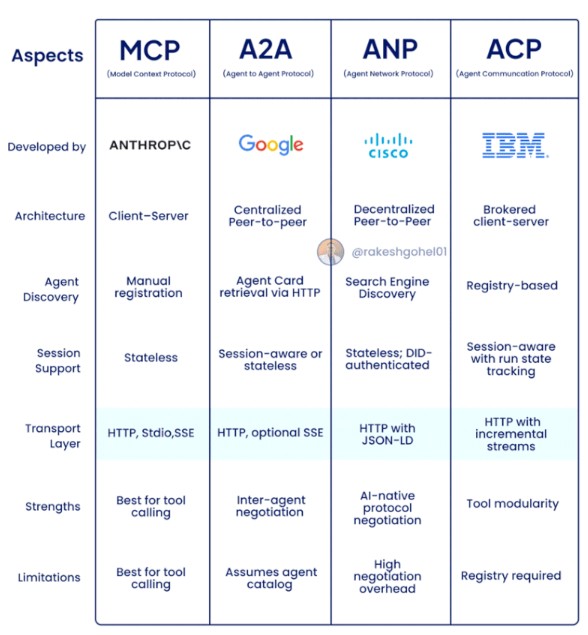 Aspects
MCP
(Model Context Protocol)
A2A
(Agent to Agent Protocol)
ANP
(Agent Network Protocol)
ACP
(Agent Communcation Protocol)
Developed by
ANTHROP\C
Google
CISCO
IBM
Architecture
Client–Server
Centralized
Peer-to-peer
Decentralized
Peer-to-Peer
Brokered
client-server
@rakeshgohel01
Agent
Discovery
Manual
registration
Agent Card
retrieval via HTTP
Search Engine
Discovery
Registry-based
Session
Support
Stateless
Session-aware or
stateless
Stateless; DID-
authenticated
Session-aware
with run state
tracking
Transport
Layer
HTTP, Stdio,SSE
HTTP, optional SSE
HTTP with
JSON-LD
HTTP with
incremental
streams
Strengths
Best for tool
calling
Inter-agent
negotiation
AI-native
protocol
negotiation
Tool modularity
Limitations
Best for tool
calling
Assumes agent
catalog
High
negotiation
overhead
Registry required